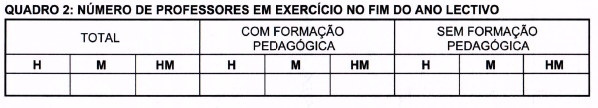 QUADRO 2: NÚMERO DE PROFESSORES EM EXERCÍCIO NO FIM DO ANO LECTIVO
TOTAL COM FORMAÇÃO PEDAGÓGICA SEM FORMAÇÃO PEDAGÓGICA
H M HM H M HM H M HM